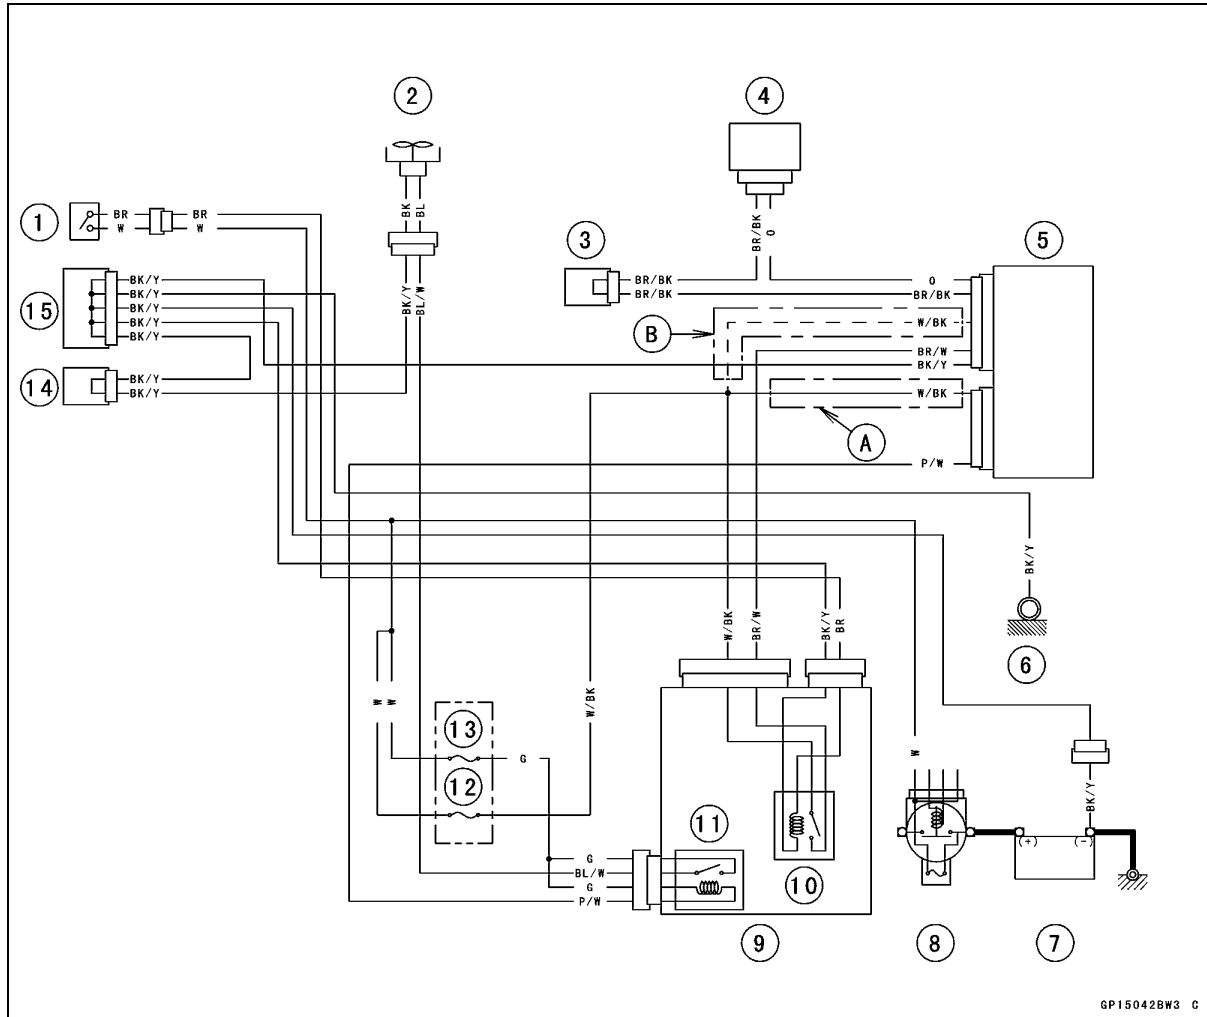 2
4
1
BR
BR
W
W
BK
BL
BR/BK
O
3
5
15
BK/Y
BK/Y
BK/Y
BK/Y
BK/Y
BK/Y
BL/W
BR/BK
BR/BK
O
BR/BK
B
W/BK
BR/W
BK/Y
14
BK/Y
BK/Y
W/BK
A
P/W
BK/Y
6
W/BK
BR/W
BK/Y
BR
W
W
W/BK
13
G
12
W
BK/Y
11
10
(+)
(-)
G
BL/W
G
P/W
9
8
7
GP15042BW3 C